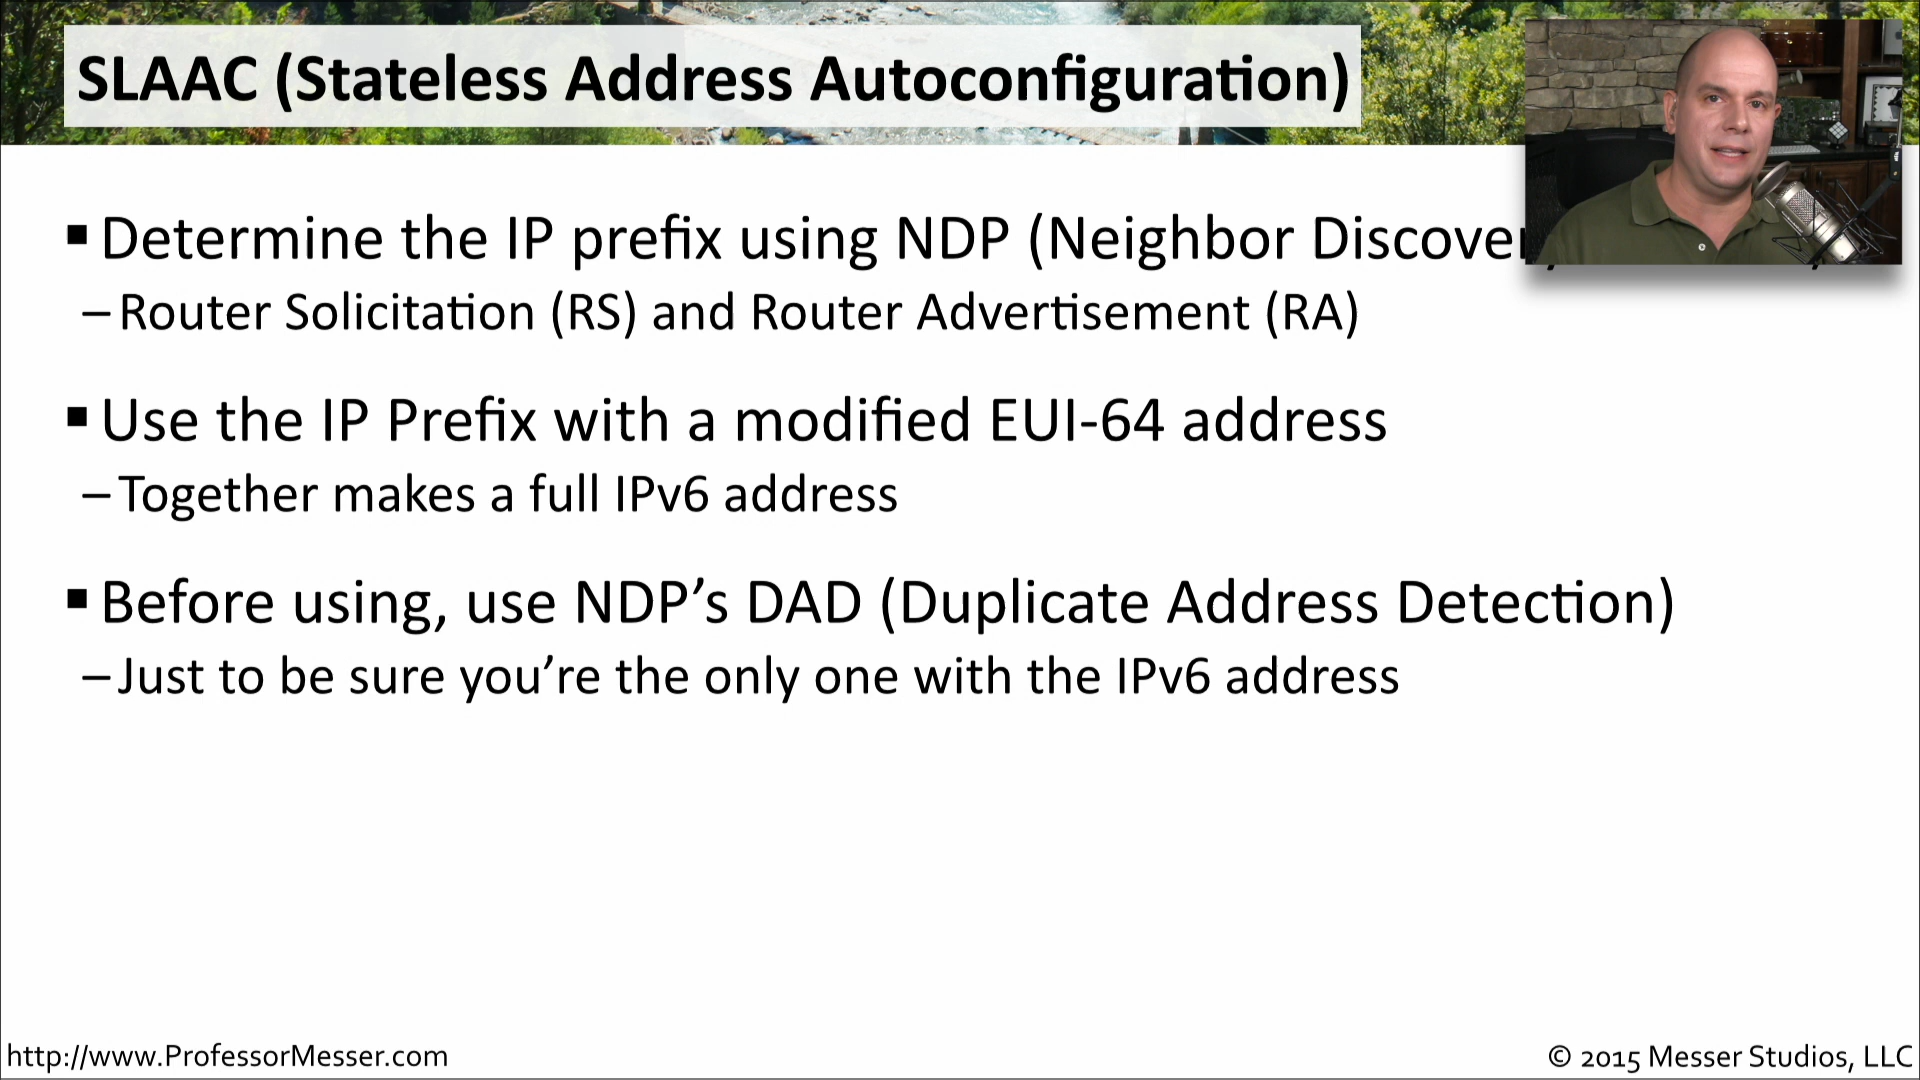 SLAAC (Stateless Address Autoconfiguration)
▪ Determine the IP prefix using NDP (Neighbor
– Router Solicitation (RS) and Router Advertisement (RA)
▪ Use the IP Prefix with a modified EUI-64 address
– Together makes a full IPv6 address
▪ Before using, use NDP’s DAD (Duplicate Address Detection)
– Just to be sure you’re the only one with the IPv6 address
http://www.ProfessorMesser.com
© 2015 Messer Studios, LLC